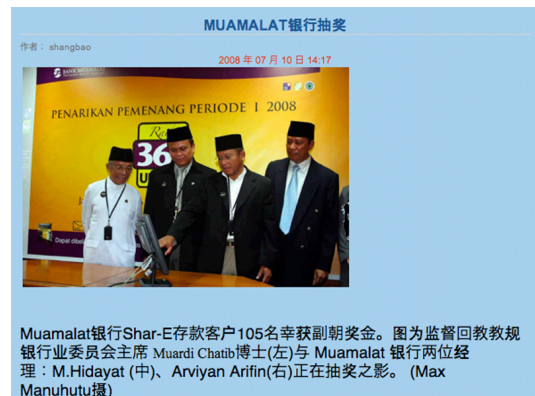 MUAMALAT银行抽奖
作者： shangbao
2008 年 07 月 10 日 14:17
BANK MUAMALAT
PENARIKAN PEMENANG PERIODE I 2008
36
Dapat
Muamalat银行Shar-E存款客户105名幸获副朝奖金。图为监督回教教规
银行业委员会主席 Muardi Chatib博士(左)与 Muamalat 银行两位经
理：M.Hidayat (中)、Arviyan Arifin(右)正在抽奖之影。 (Max
Manuhutu摄)